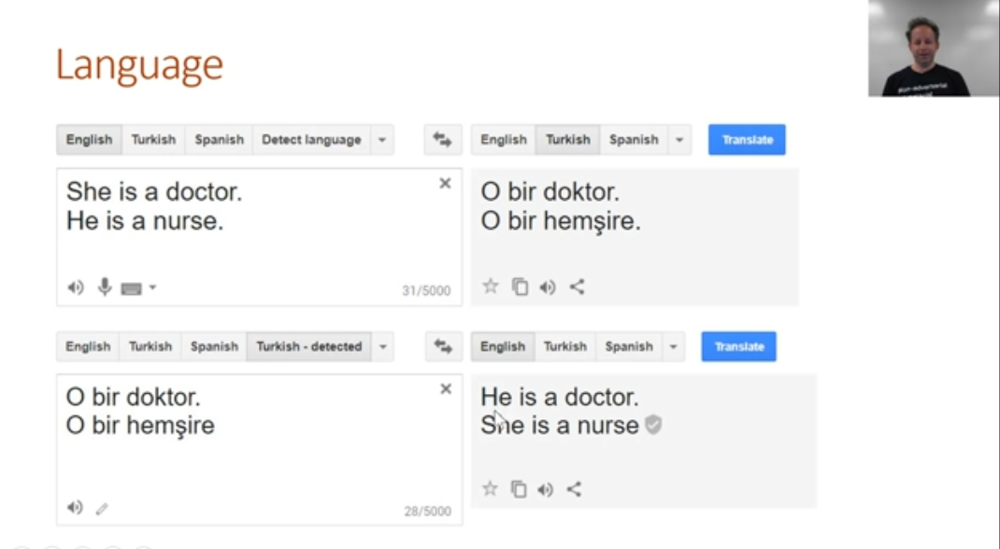 Language
English Turkish Spanish Detect language
English Turkish Spanish
Translate
She is a doctor.
He is a nurse.
31/5000
O bir doktor.
O bir hemşire.
English Turkish Spanish Turkish - detected
English Turkish Spanish
Translate
O bir doktor.
O bir hemşire
28/5000
He is a doctor.
She is a nurse